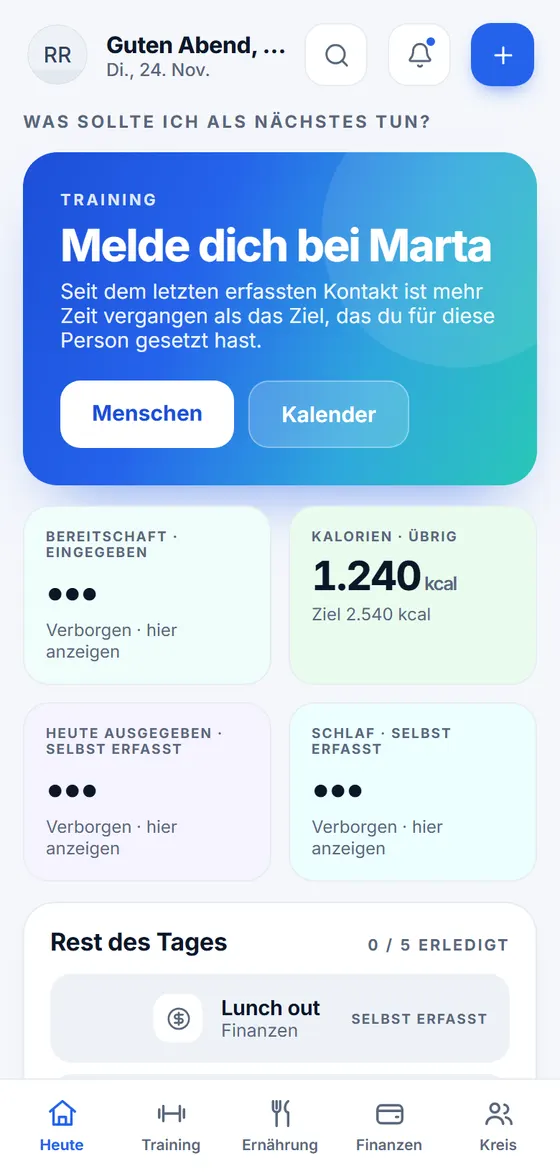 RR
Guten Abend, ...
Di., 24. Nov.
WAS SOLLTE ICH ALS NÄCHSTES TUN?
TRAINING
Melde dich bei Marta
Seit dem letzten erfassten Kontakt ist mehr
Zeit vergangen als das Ziel, das du für diese
Person gesetzt hast.
Menschen
Kalender
BEREITSCHAFT ·
EINGEGEBEN
•••
Verborgen · hier
anzeigen
KALORIEN · ÜBRIG
1.240 kcal
Ziel 2.540 kcal
HEUTE AUSGEGEBEN ·
SELBST ERFASST
•••
Verborgen · hier
anzeigen
SCHLAF · SELBST
ERFASST
•••
Verborgen · hier
anzeigen
Rest des Tages
0 / 5 ERLEDIGT
Lunch out
Finanzen
SELBST ERFASST
Heute
Training
Ernährung
Finanzen
Kreis